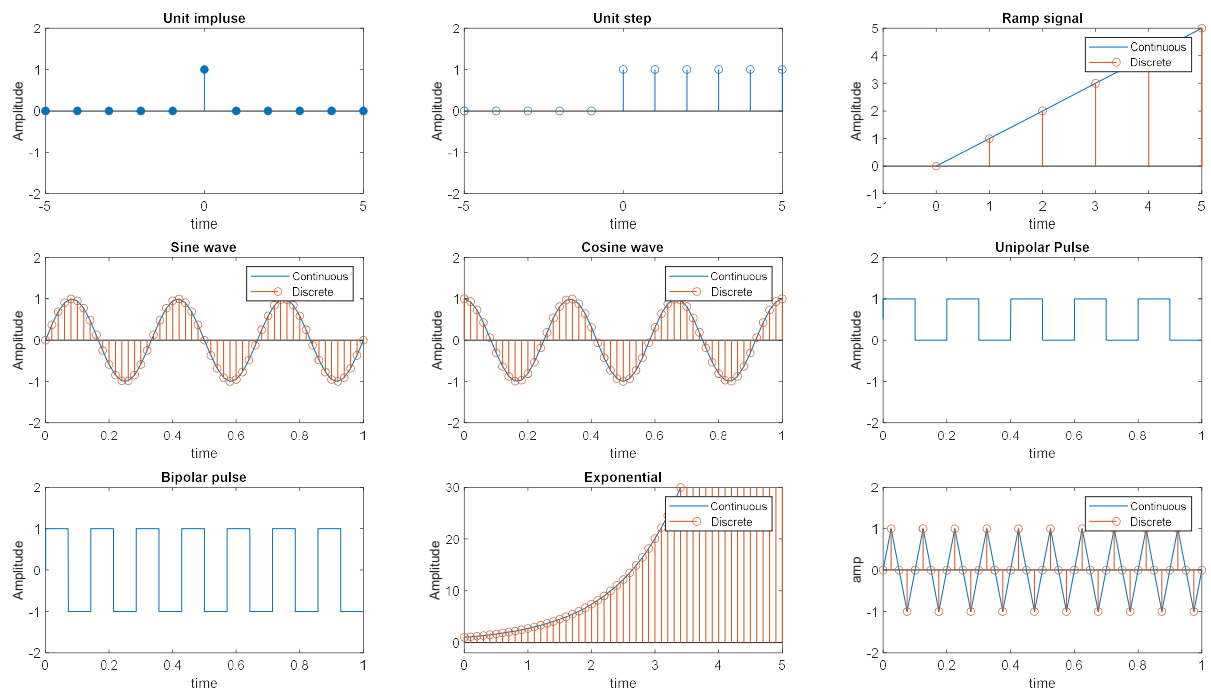 Unit impluse
Unit step
Ramp signal
2
1
0
-1
-2
Amplitude
-5
0
5
time
2
1
0
-1
-2
Amplitude
-5
0
5
time
5
4
3
2
1
0
-1
Amplitude
Continuous
Discrete
-1
0
1
2
3
4
5
time
Sine wave
Cosine wave
Unipolar Pulse
2
1
0
-1
-2
Amplitude
Continuous
Discrete
0
0.2
0.4
0.6
0.8
1
time
2
1
0
-1
-2
Amplitude
Continuous
Discrete
0
0.2
0.4
0.6
0.8
1
time
2
1
0
-1
-2
Amplitude
0
0.2
0.4
0.6
0.8
1
time
Bipolar pulse
Exponential
2
1
0
-1
-2
Amplitude
0
0.2
0.4
0.6
0.8
1
time
30
20
10
0
Amplitude
Continuous
Discrete
0
1
2
3
4
5
time
2
1
0
-1
-2
amp
Continuous
Discrete
0
0.2
0.4
0.6
0.8
1
time